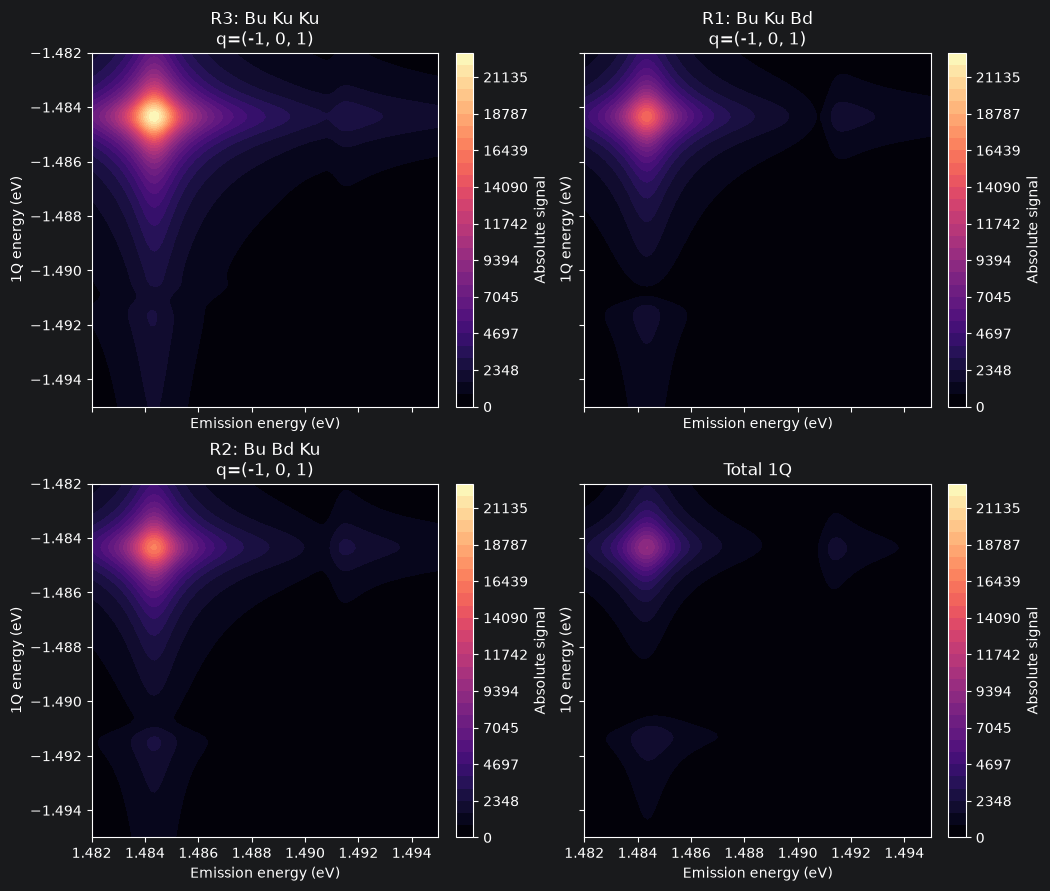 R3: Bu Ku Ku
q=(-1, 0, 1)
−1.482
−1.484
−1.486
−1.488
−1.490
−1.492
−1.494
1Q energy (eV)
Emission energy (eV)
21135
18787
16439
14090
11742
9394
7045
4697
2348
0
Absolute signal
R1: Bu Ku Bd
q=(-1, 0, 1)
1Q energy (eV)
Emission energy (eV)
21135
18787
16439
14090
11742
9394
7045
4697
2348
0
Absolute signal
R2: Bu Bd Ku
q=(-1, 0, 1)
−1.482
−1.484
−1.486
−1.488
−1.490
−1.492
−1.494
1Q energy (eV)
1.482 1.484 1.486 1.488 1.490 1.492 1.494
Emission energy (eV)
21135
18787
16439
14090
11742
9394
7045
4697
2348
0
Absolute signal
Total 1Q
1Q energy (eV)
1.482 1.484 1.486 1.488 1.490 1.492 1.494
Emission energy (eV)
21135
18787
16439
14090
11742
9394
7045
4697
2348
0
Absolute signal